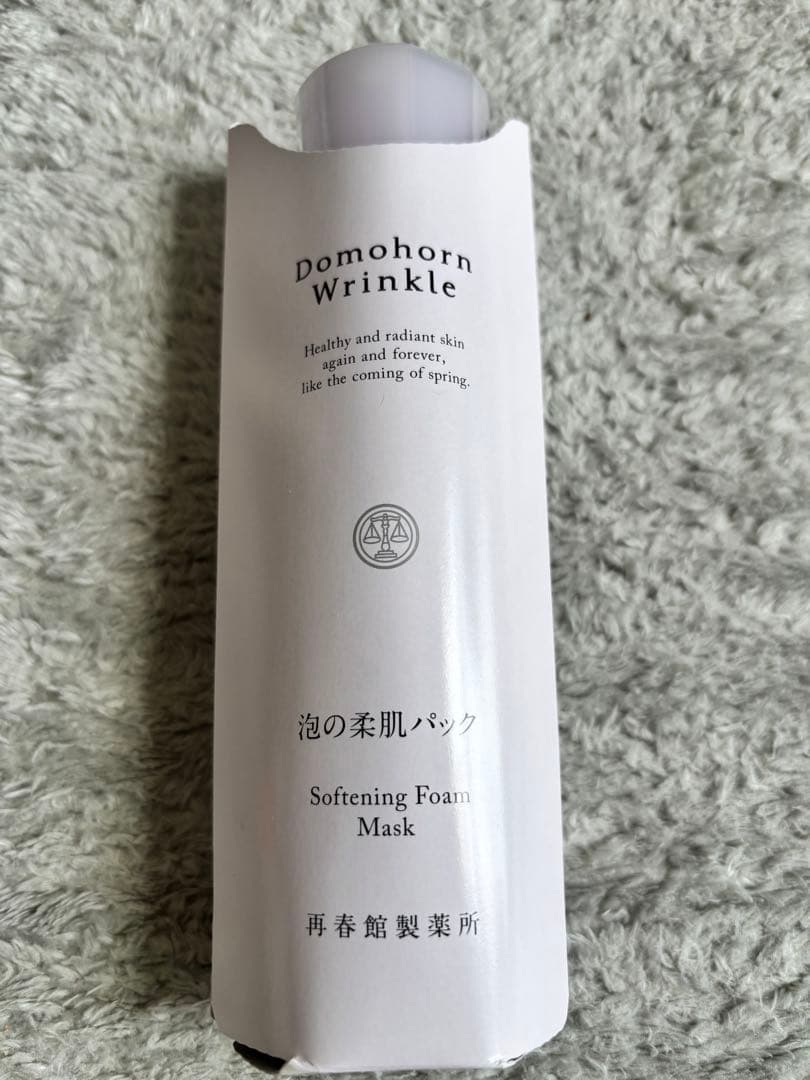 Domohorn
Wrinkle
Healthy and radiant skin
again and forever,
like the coming of spring.
泡の柔肌パック
Softening Foam
Mask
再春館製薬所